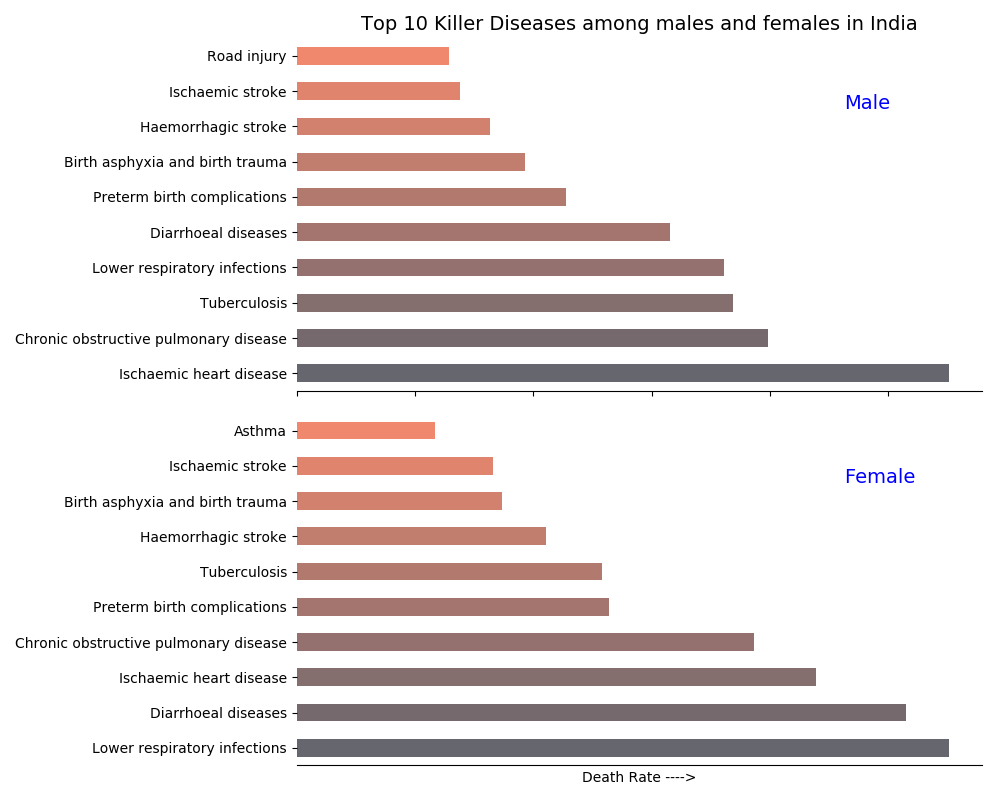 Top 10 Killer Diseases among males and females in India
Road injury
Ischaemic stroke
Male
Haemorrhagic stroke
Birth asphyxia and birth trauma
Preterm birth complications
Diarrhoeal diseases
Lower respiratory infections
Tuberculosis
Chronic obstructive pulmonary disease
Ischaemic heart disease
Asthma
Ischaemic stroke
Female
Birth asphyxia and birth trauma
Haemorrhagic stroke
Tuberculosis
Preterm birth complications
Chronic obstructive pulmonary disease
Ischaemic heart disease
Diarrhoeal diseases
Lower respiratory infections
Death Rate ---->